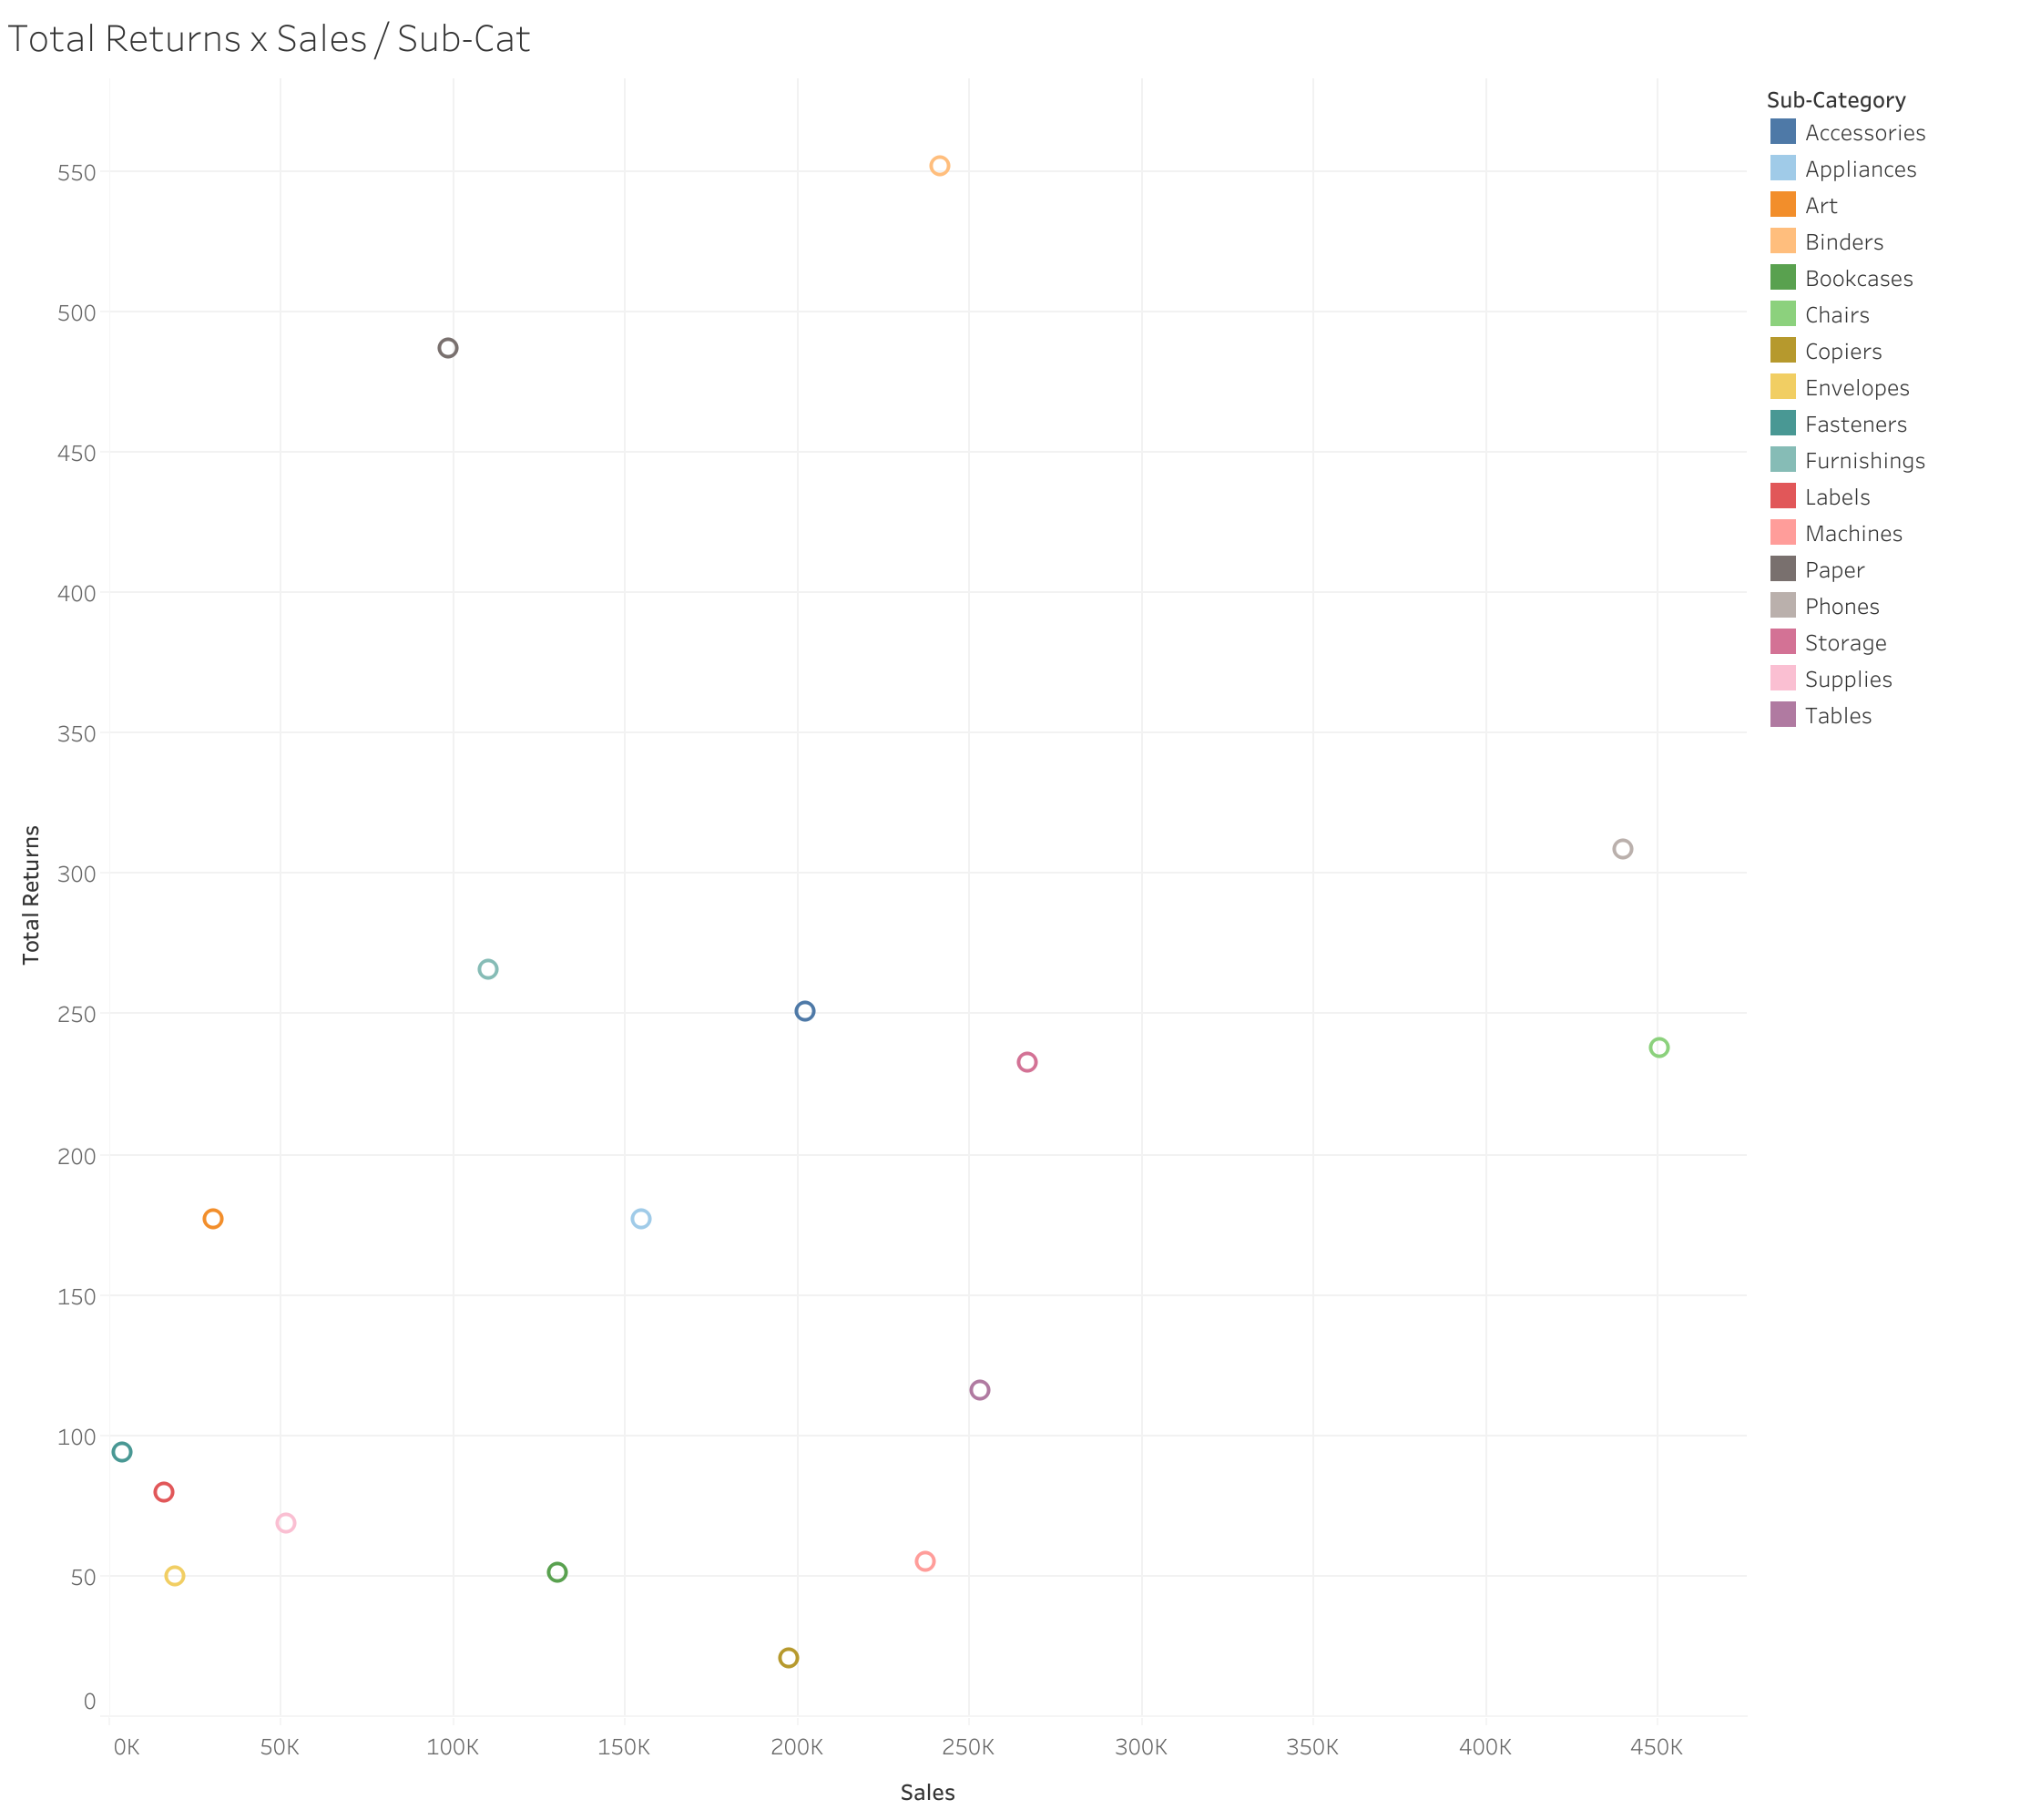 Total Returns x Sales / Sub-Cat
Sub-Category
Accessories
Appliances
Art
Binders
Bookcases
Chairs
Copiers
Envelopes
Fasteners
Furnishings
Labels
Machines
Paper
Phones
Storage
Supplies
Tables
Total Returns
550
500
450
400
350
300
250
200
150
100
50
0
0K 50K 100K 150K 200K 250K 300K 350K 400K 450K
Sales